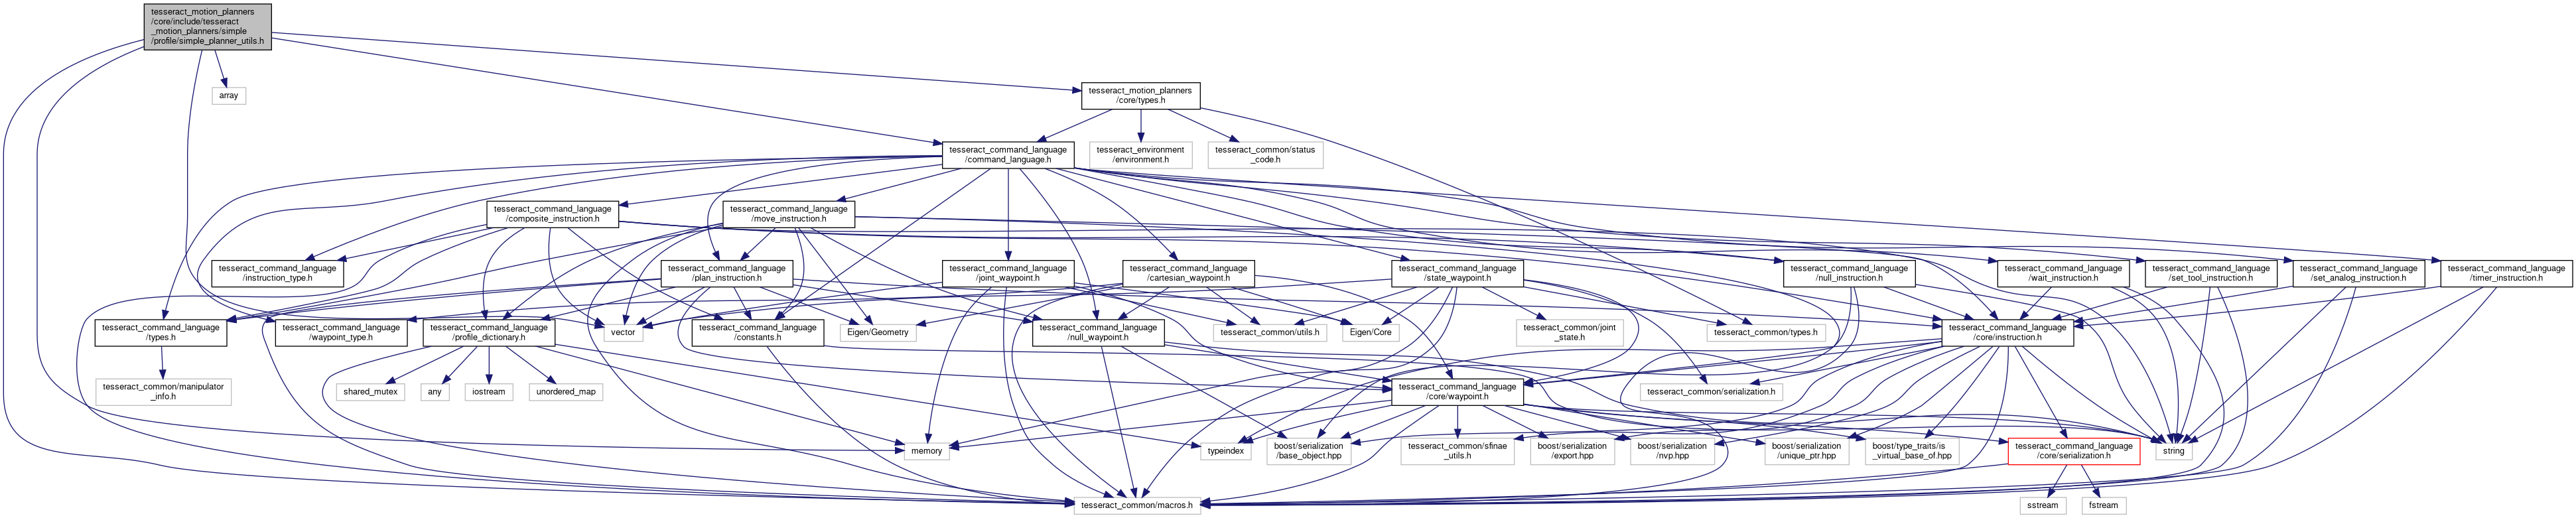 tesseract_motion_planners
/core/include/tesseract
_motion_planners/simple
/profile/simple_planner_utils.h
array
tesseract_motion_planners
/core/types.h
tesseract_command_language
/command_language.h
tesseract_environment
/environment.h
tesseract_common/status
_code.h
tesseract_command_language
/composite_instruction.h
tesseract_command_language
/move_instruction.h
tesseract_command_language
/instruction_type.h
tesseract_command_language
/plan_instruction.h
tesseract_command_language
/joint_waypoint.h
tesseract_command_language
/cartesian_waypoint.h
tesseract_command_language
/state_waypoint.h
tesseract_command_language
/null_instruction.h
tesseract_command_language
/wait_instruction.h
tesseract_command_language
/set_tool_instruction.h
tesseract_command_language
/set_analog_instruction.h
tesseract_command_language
/timer_instruction.h
tesseract_command_language
/types.h
tesseract_command_language
/waypoint_type.h
tesseract_command_language
/profile_dictionary.h
vector
tesseract_command_language
/constants.h
Eigen/Geometry
tesseract_command_language
/null_waypoint.h
tesseract_common/utils.h
Eigen/Core
tesseract_common/joint
_state.h
tesseract_common/types.h
tesseract_command_language
/core/instruction.h
tesseract_common/manipulator
_info.h
shared_mutex
any
iostream
unordered_map
tesseract_command_language
/core/waypoint.h
tesseract_common/serialization.h
memory
typeindex
boost/serialization
/base_object.hpp
tesseract_common/sfinae
_utils.h
boost/serialization
/export.hpp
boost/serialization
/nvp.hpp
boost/serialization
/unique_ptr.hpp
boost/type_traits/is
_virtual_base_of.hpp
tesseract_command_language
/core/serialization.h
string
tesseract_common/macros.h
sstream
fstream